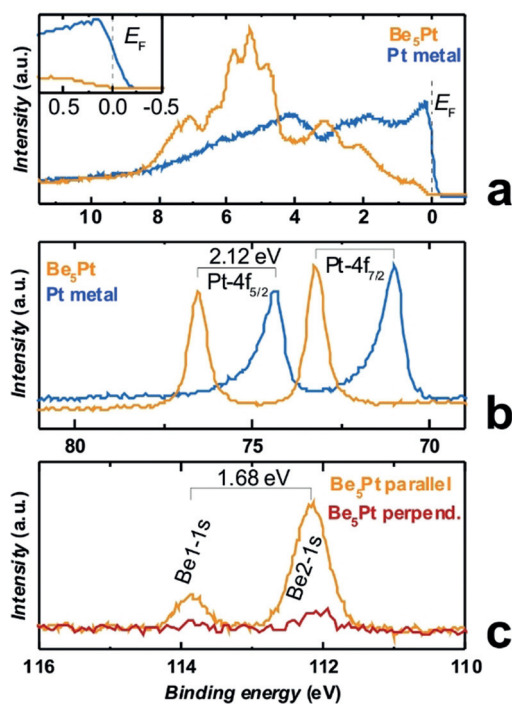 E_F
0.5 0.0 -0.5
Be₅Pt
Pt metal
E_F
Intensity (a.u.)
10 8 6 4 2 0
a
Be₅Pt
Pt metal
2.12 eV
Pt-4f₅/₂
Pt-4f₇/₂
Intensity (a.u.)
80 75 70
b
1.68 eV
Be₅Pt parallel
Be₅Pt perpend.
Be1-1s
Be2-1s
Intensity (a.u.)
116 114 112 110
c
Binding energy (eV)